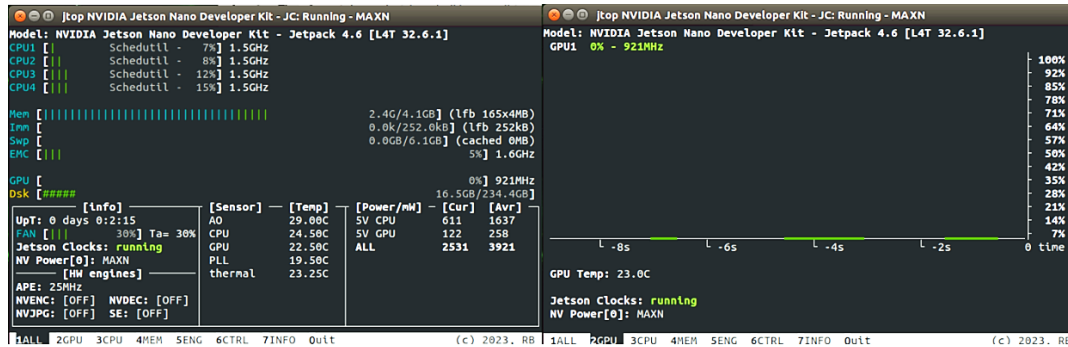 jtop NVIDIA Jetson Nano Developer Kit - JC: Running - MAXN
Model: NVIDIA Jetson Nano Developer Kit - Jetpack 4.6 [L4T 32.6.1]
CPU1 [| Schedutil - 7%] 1.5GHz
CPU2 [|| Schedutil - 8%] 1.5GHz
CPU3 [||| Schedutil - 12%] 1.5GHz
CPU4 [||| Schedutil - 15%] 1.5GHz
Mem [|||||||||||||||||||||||||||||||||| 2.4G/4.1GB] (lfb 165x4MB)
Imm [ 0.0k/252.0kB] (lfb 252kB)
Swp [ 0.0GB/6.1GB] (cached 0MB)
EMC [||| 5%] 1.6GHz
GPU [ 0%] 921MHz
Dsk [##### 16.5GB/234.4GB]
[info]
UpT: 0 days 0:2:15
FAN [||| 30%] Ta= 30%
Jetson Clocks: running
NV Power[0]: MAXN
[HW engines]
APE: 25MHz
NVENC: [OFF] NVDEC: [OFF]
NVJPG: [OFF] SE: [OFF]
[Sensor] [Temp]
AO 29.00C
CPU 24.50C
GPU 22.50C
PLL 19.50C
thermal 23.25C
[Power/mW] [Cur] [Avr]
5V CPU 611 1637
5V GPU 122 258
ALL 2531 3921
1ALL 2GPU 3CPU 4MEM 5ENG 6CTRL 7INFO Quit (c) 2023, RB
jtop NVIDIA Jetson Nano Developer Kit - JC: Running - MAXN
Model: NVIDIA Jetson Nano Developer Kit - Jetpack 4.6 [L4T 32.6.1]
GPU1 0% - 921MHz
100%
92%
85%
78%
71%
64%
57%
50%
42%
35%
28%
21%
14%
7%
-8s -6s -4s -2s 0 time
GPU Temp: 23.0C
Jetson Clocks: running
NV Power[0]: MAXN
1ALL 2GPU 3CPU 4MEM 5ENG 6CTRL 7INFO Quit (c) 2023, RB